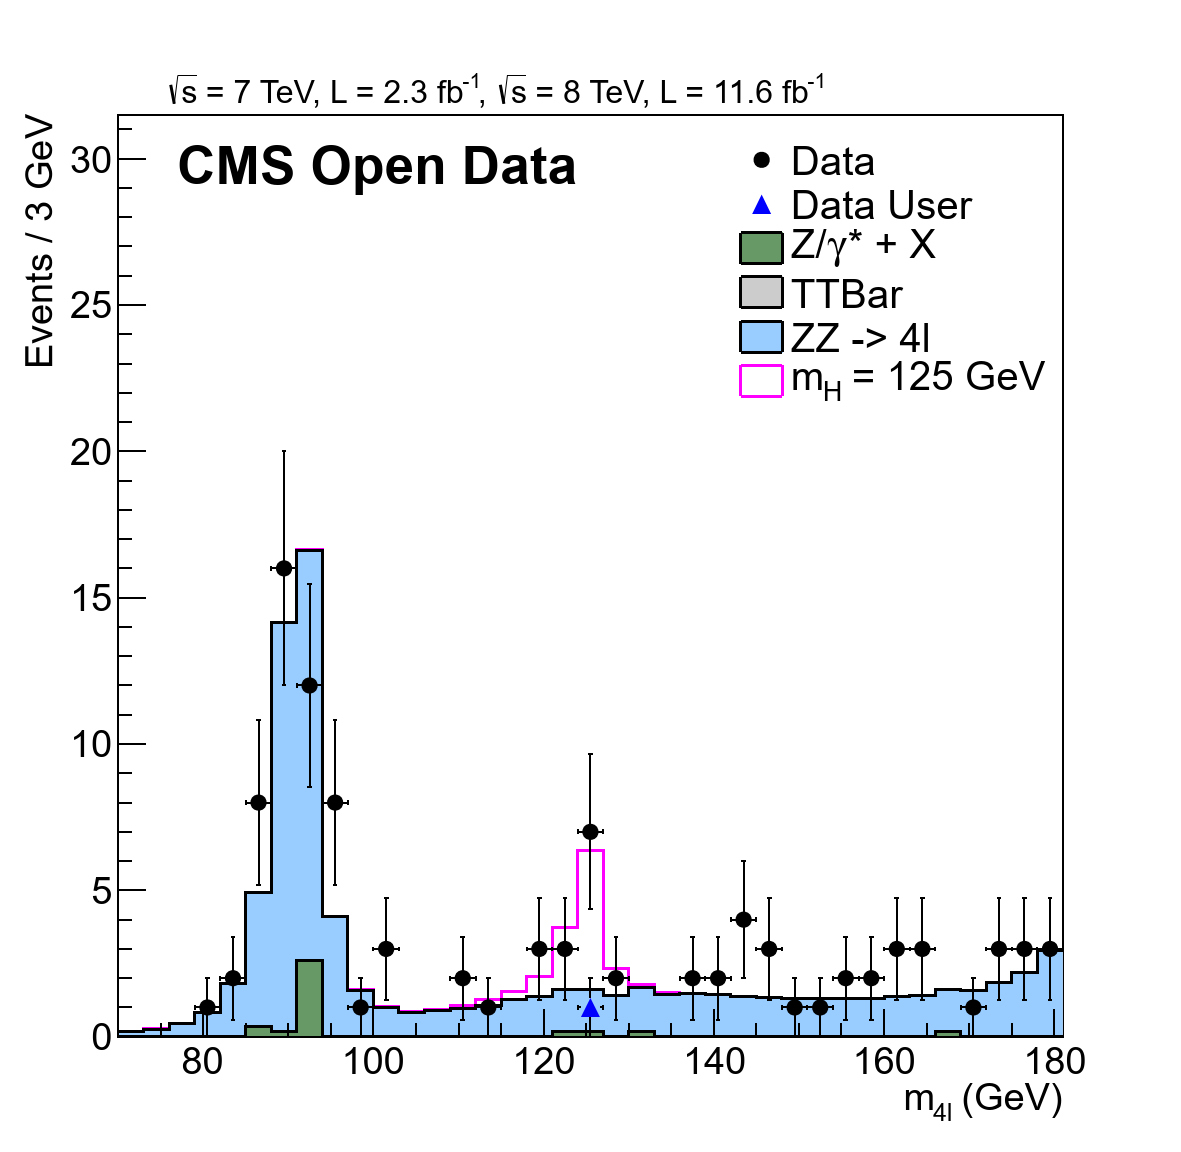 √s = 7 TeV, L = 2.3 fb⁻¹, √s = 8 TeV, L = 11.6 fb⁻¹
CMS Open Data
Data
Data User
Z/γ* + X
TTBar
ZZ -> 4l
m_H = 125 GeV
Events / 3 GeV
30
25
20
15
10
5
0
80 100 120 140 160 180
m_4l (GeV)